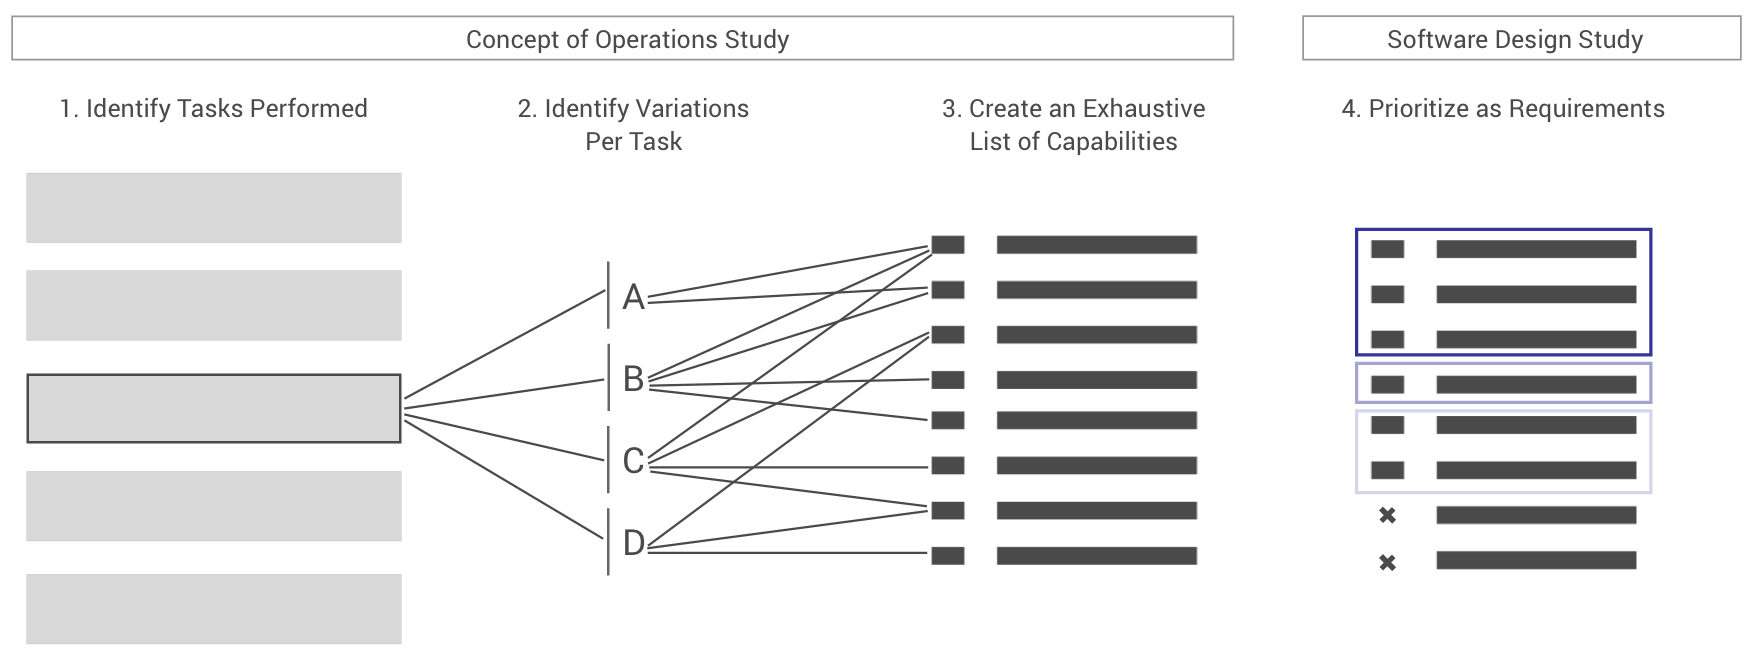 Concept of Operations Study
Software Design Study
1. Identify Tasks Performed
2. Identify Variations
Per Task
3. Create an Exhaustive
List of Capabilities
4. Prioritize as Requirements
A
B
C
D